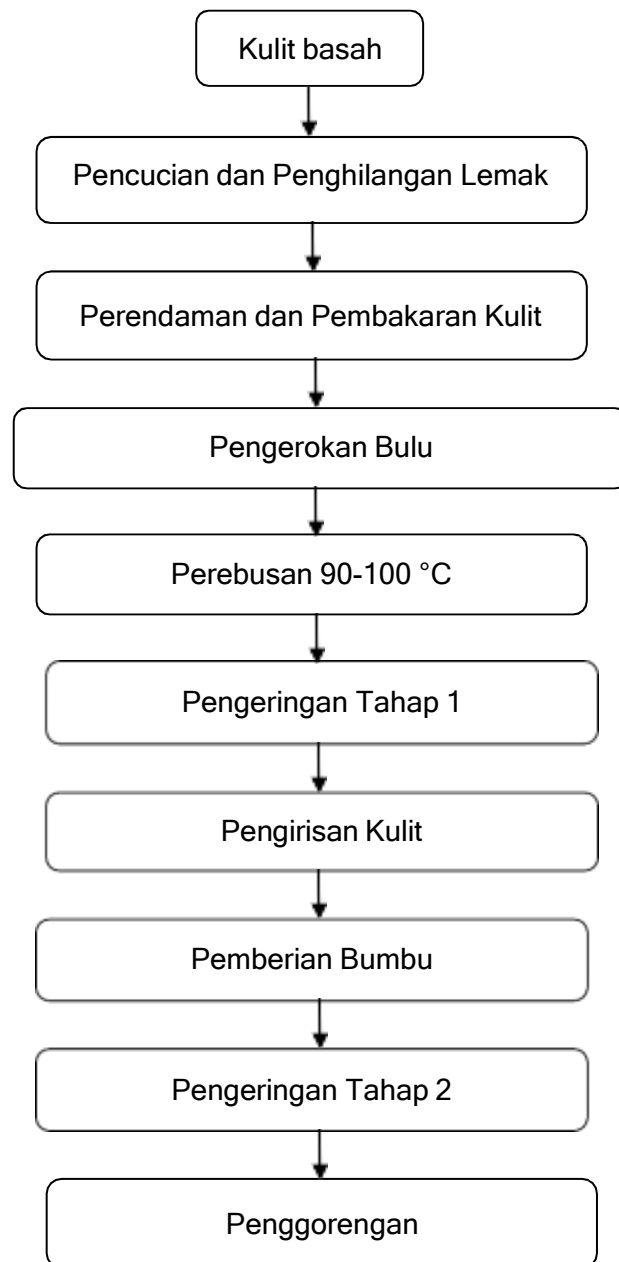 Kulit basah
Pencucian dan Penghilangan Lemak
Perendaman dan Pembakaran Kulit
Pengerokan Bulu
Perebusan 90-100 °C
Pengeringan Tahap 1
Pengirisan Kulit
Pemberian Bumbu
Pengeringan Tahap 2
Penggorengan